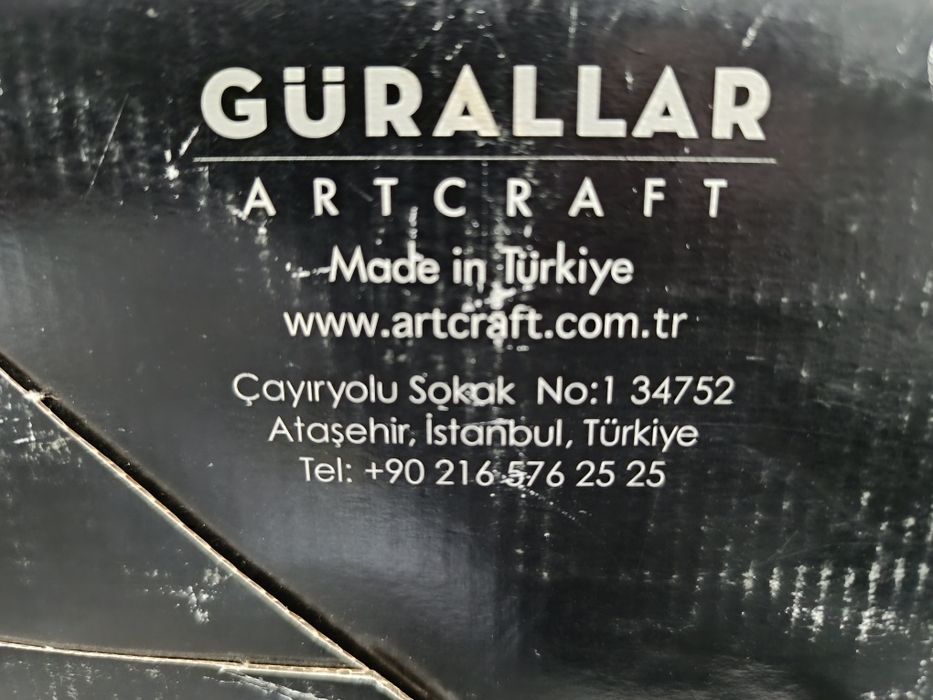 GÜRALLAR
ARTCRAFT
Made in Türkiye
www.artcraft.com.tr
Çayıryolu Sokak No:1 34752
Ataşehir, İstanbul, Türkiye
Tel: +90 216 576 25 25